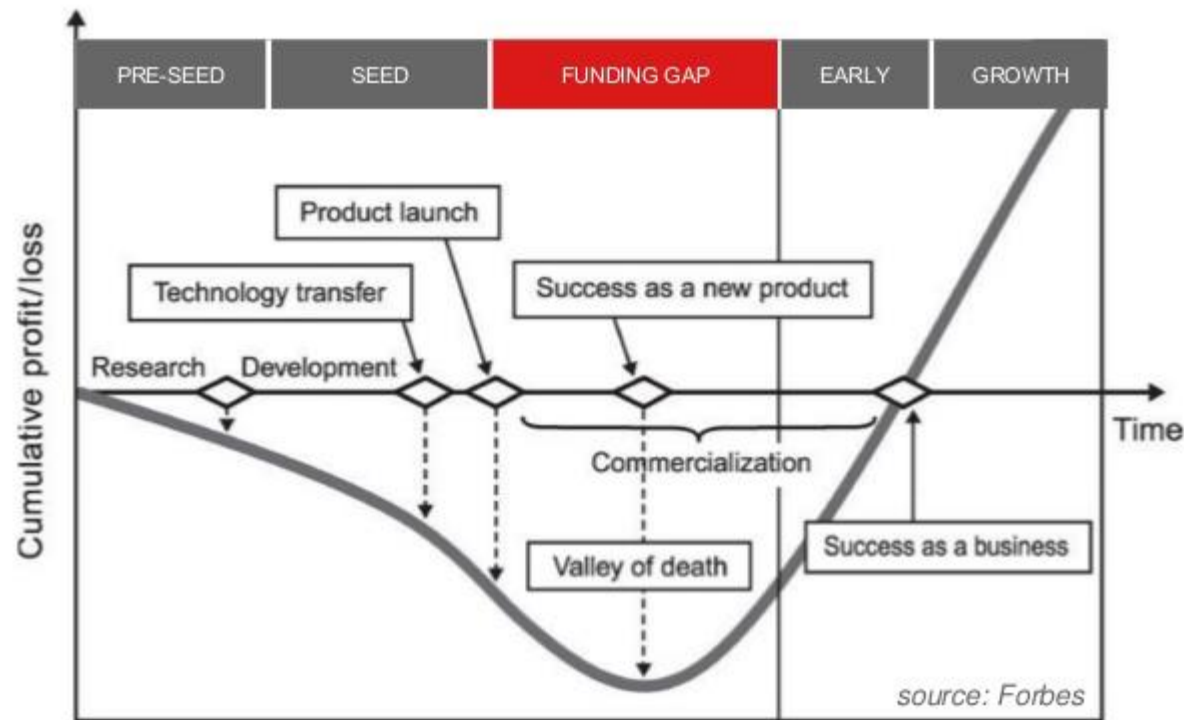 PRE-SEED
SEED
FUNDING GAP
EARLY
GROWTH
Cumulative profit/loss
Product launch
Technology transfer
Success as a new product
Research
Development
Time
Commercialization
Valley of death
Success as a business
source: Forbes